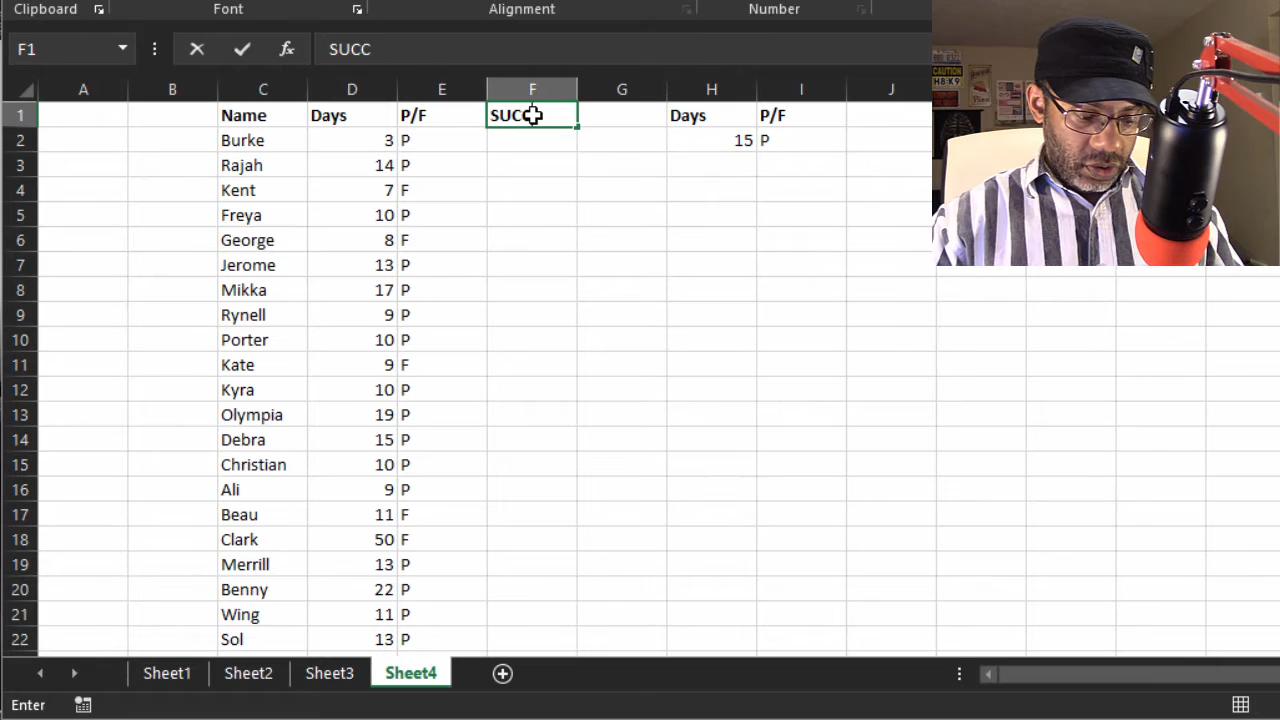 Clipboard Font Alignment Number
F1 SUCC
A B C D E F G H I J
1 Name Days P/F SUCC Days P/F
2 Burke 3 P 15 P
3 Rajah 14 P
4 Kent 7 F
5 Freya 10 P
6 George 8 F
7 Jerome 13 P
8 Mikka 17 P
9 Rynell 9 P
10 Porter 10 P
11 Kate 9 F
12 Kyra 10 P
13 Olympia 19 P
14 Debra 15 P
15 Christian 10 P
16 Ali 9 P
17 Beau 11 F
18 Clark 50 F
19 Merrill 13 P
20 Benny 22 P
21 Wing 11 P
22 Sol 13 P
Sheet1 Sheet2 Sheet3 Sheet4
Enter
CAUTION